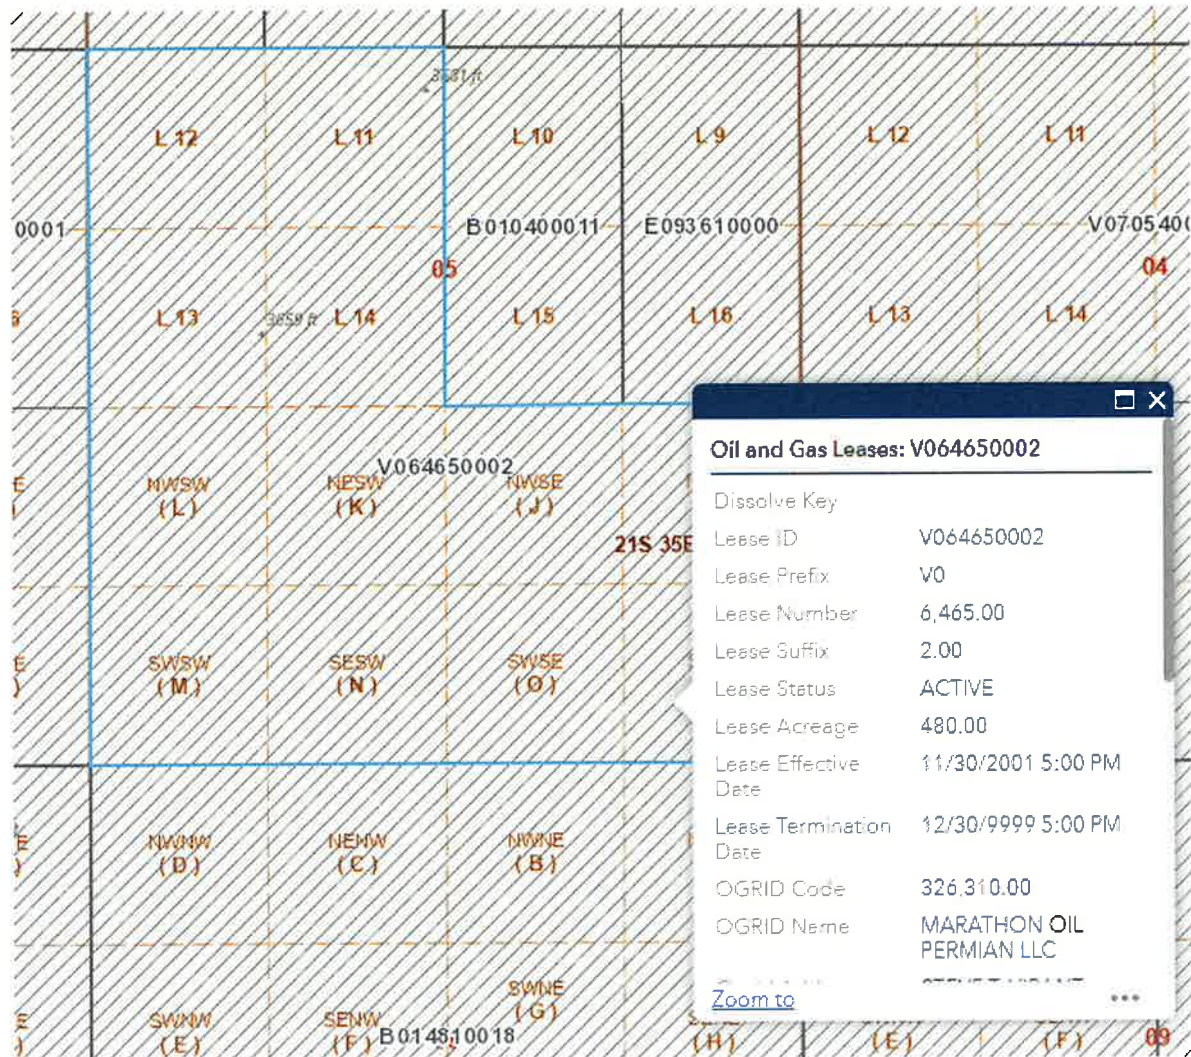 3681 ft
L 12 L 11 L 10 L 9 L 12 L 11
0001 B010400011 E093610000 V070540
05 04
L 13 3659 ft L 14 L 15 L 16 L 13 L 14
Oil and Gas Leases: V064650002
Dissolve Key
Lease ID V064650002
Lease Prefix V0
Lease Number 6,465.00
Lease Suffix 2.00
Lease Status ACTIVE
Lease Acreage 480.00
Lease Effective 11/30/2001 5:00 PM
Date
Lease Termination 12/30/9999 5:00 PM
Date
OGRID Code 326,310.00
OGRID Name MARATHON OIL
PERMIAN LLC
Zoom to
V064650002
NWSW NESW NWSE
(L) (K) (J)
21S 35E
SWSW SESW SWSE
(M) (N) (O)
NWNW NENW NWNE
(D) (C) (B)
SWNE
SWNW SENW (G)
(E) (F) B014810018 (H) (E) (F) 09